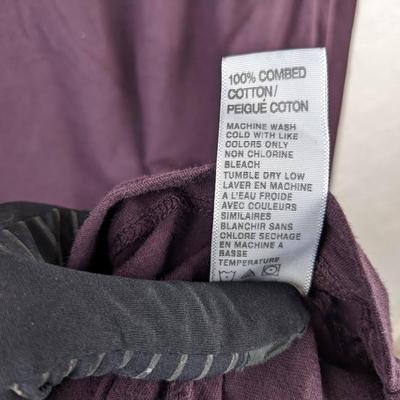 100% COMBED
COTTON/
PEIGUÉ COTON
MACHINE WASH
COLD WITH LIKE
COLORS ONLY
NON CHLORINE
BLEACH
TUMBLE DRY LOW
LAVER EN MACHINE
A L'EAU FROIDE
AVEC COULEURS
SIMILAIRES
BLANCHIR SANS
CHLORE SECHAGE
EN MACHINE A
BASSE
TEMPERATURE